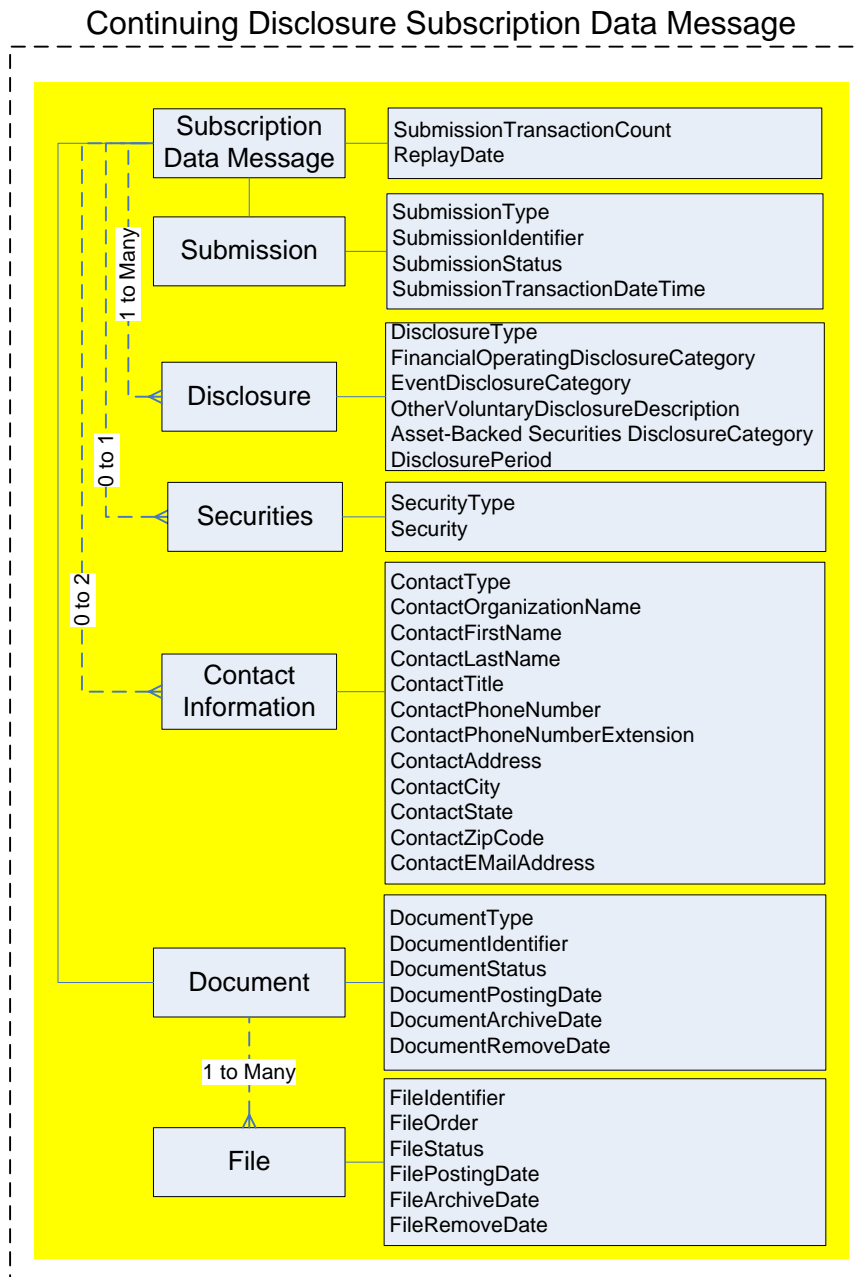 Continuing Disclosure Subscription Data Message
Subscription
Data Message
SubmissionTransactionCount
ReplayDate
Submission
SubmissionType
SubmissionIdentifier
SubmissionStatus
SubmissionTransactionDateTime
1 to Many
Disclosure
DisclosureType
FinancialOperatingDisclosureCategory
EventDisclosureCategory
OtherVoluntaryDisclosureDescription
Asset-Backed Securities DisclosureCategory
DisclosurePeriod
0 to 1
Securities
SecurityType
Security
0 to 2
Contact
Information
ContactType
ContactOrganizationName
ContactFirstName
ContactLastName
ContactTitle
ContactPhoneNumber
ContactPhoneNumberExtension
ContactAddress
ContactCity
ContactState
ContactZipCode
ContactEMailAddress
Document
DocumentType
DocumentIdentifier
DocumentStatus
DocumentPostingDate
DocumentArchiveDate
DocumentRemoveDate
1 to Many
File
FileIdentifier
FileOrder
FileStatus
FilePostingDate
FileArchiveDate
FileRemoveDate